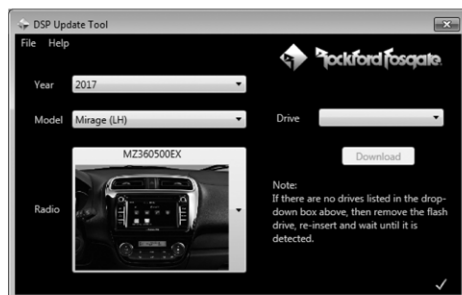 DSP Update Tool
File Help
Rockford Fosgate
Year 2017
Model Mirage (LH)
Drive
MZ360500EX
Download
Radio
Note:
If there are no drives listed in the drop-
down box above, then remove the flash
drive, re-insert and wait until it is
detected.